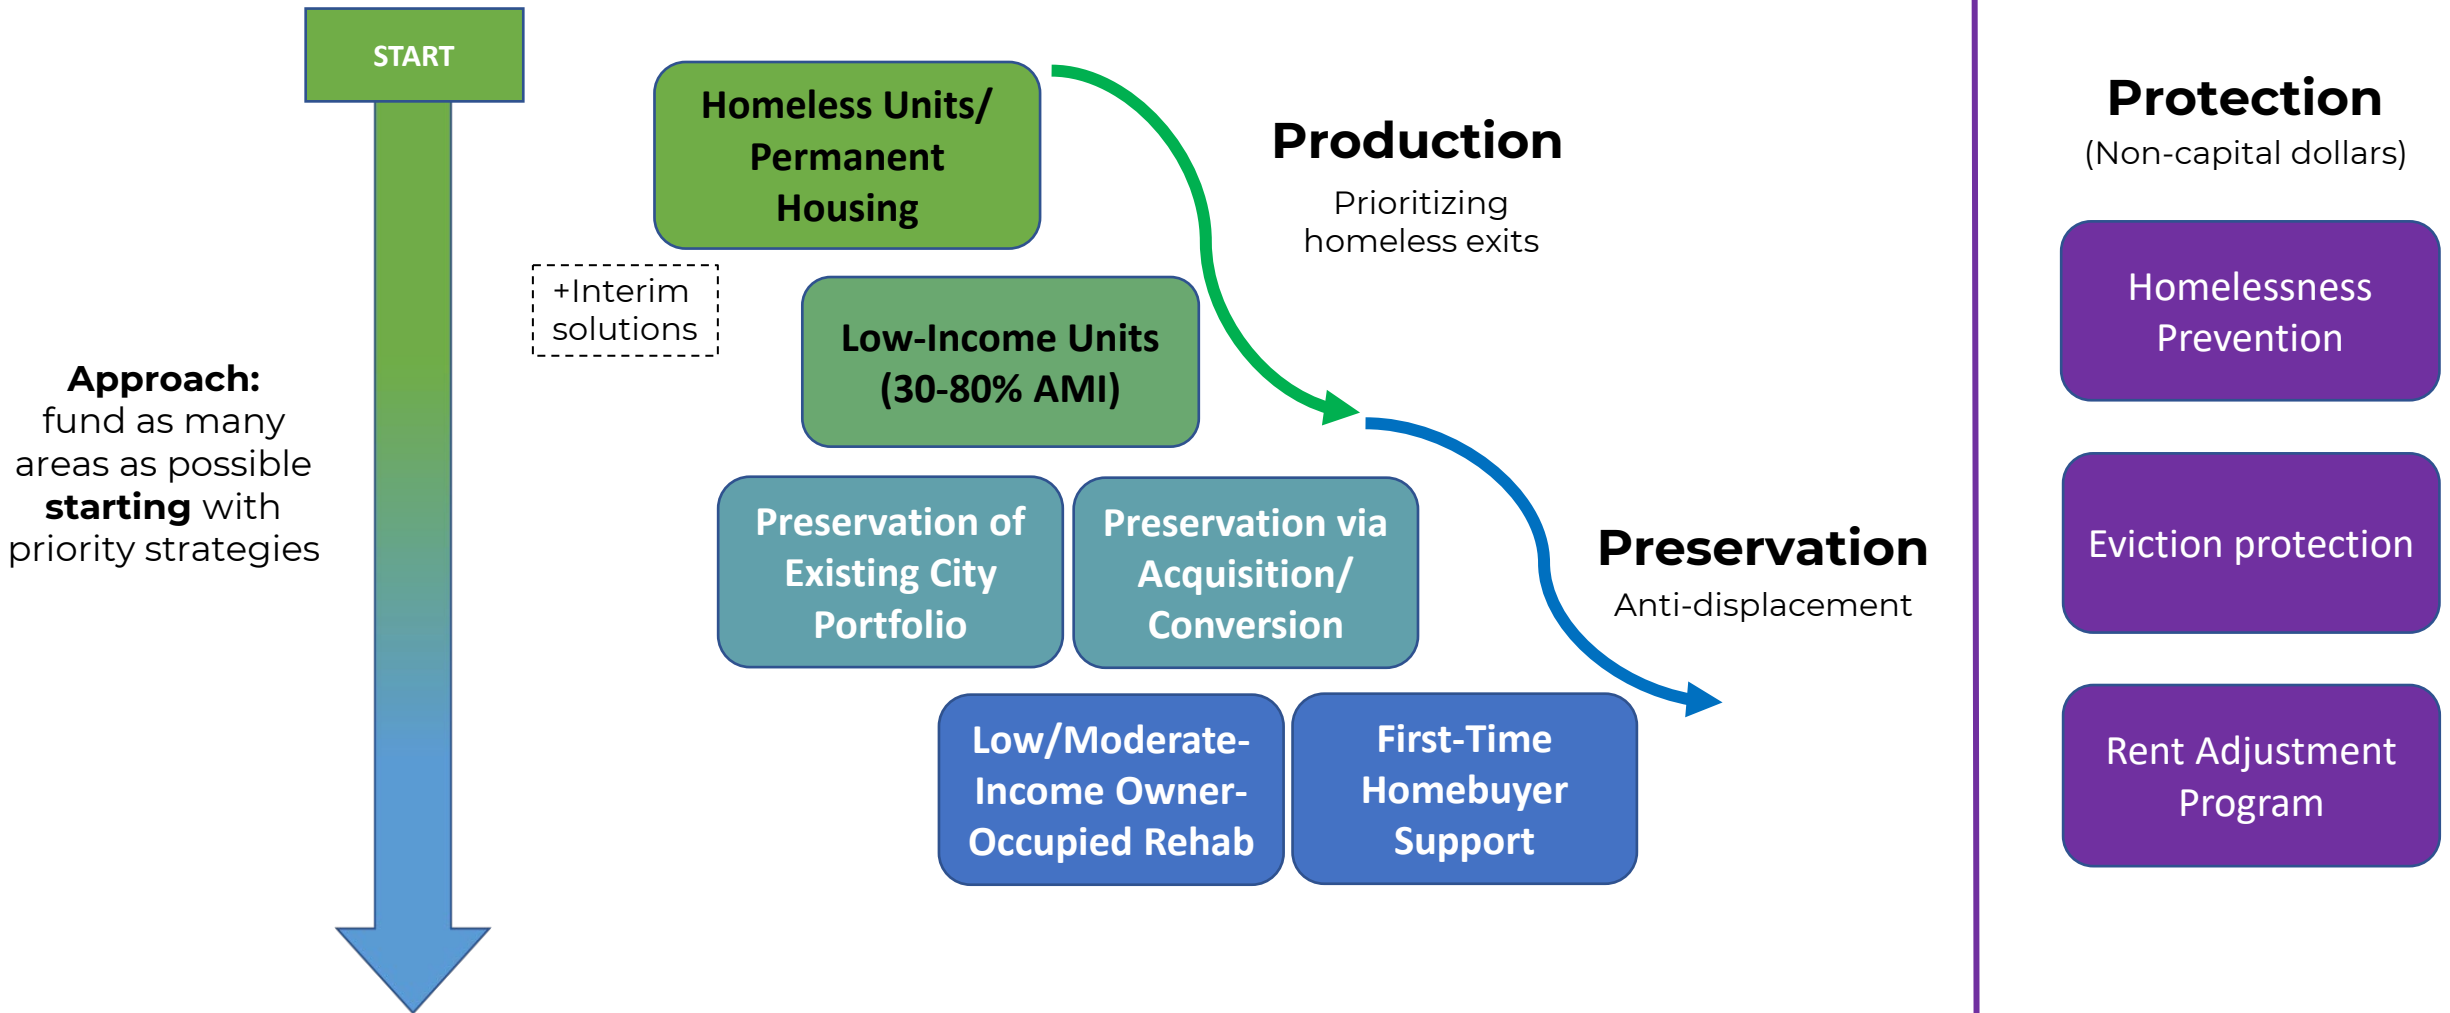 START
Approach:
fund as many
areas as possible
starting with
priority strategies
Homeless Units/
Permanent
Housing
+Interim
solutions
Low-Income Units
(30-80% AMI)
Preservation of
Existing City
Portfolio
Preservation via
Acquisition/
Conversion
Low/Moderate-
Income Owner-
Occupied Rehab
First-Time
Homebuyer
Support
Production
Prioritizing
homeless exits
Preservation
Anti-displacement
Protection
(Non-capital dollars)
Homelessness
Prevention
Eviction protection
Rent Adjustment
Program